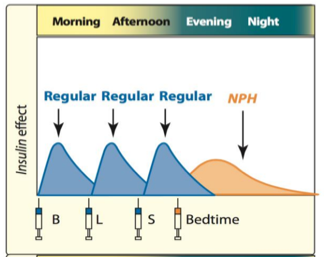 Morning Afternoon Evening Night
Regular Regular Regular NPH
Insulin effect
B L S Bedtime